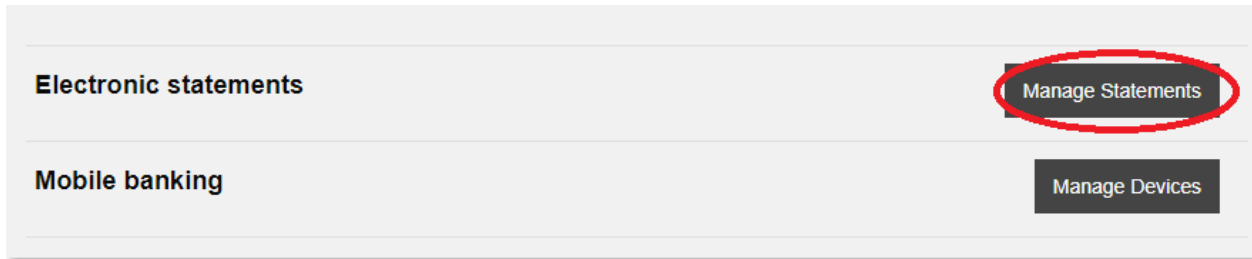 Electronic statements
Manage Statements
Mobile banking
Manage Devices